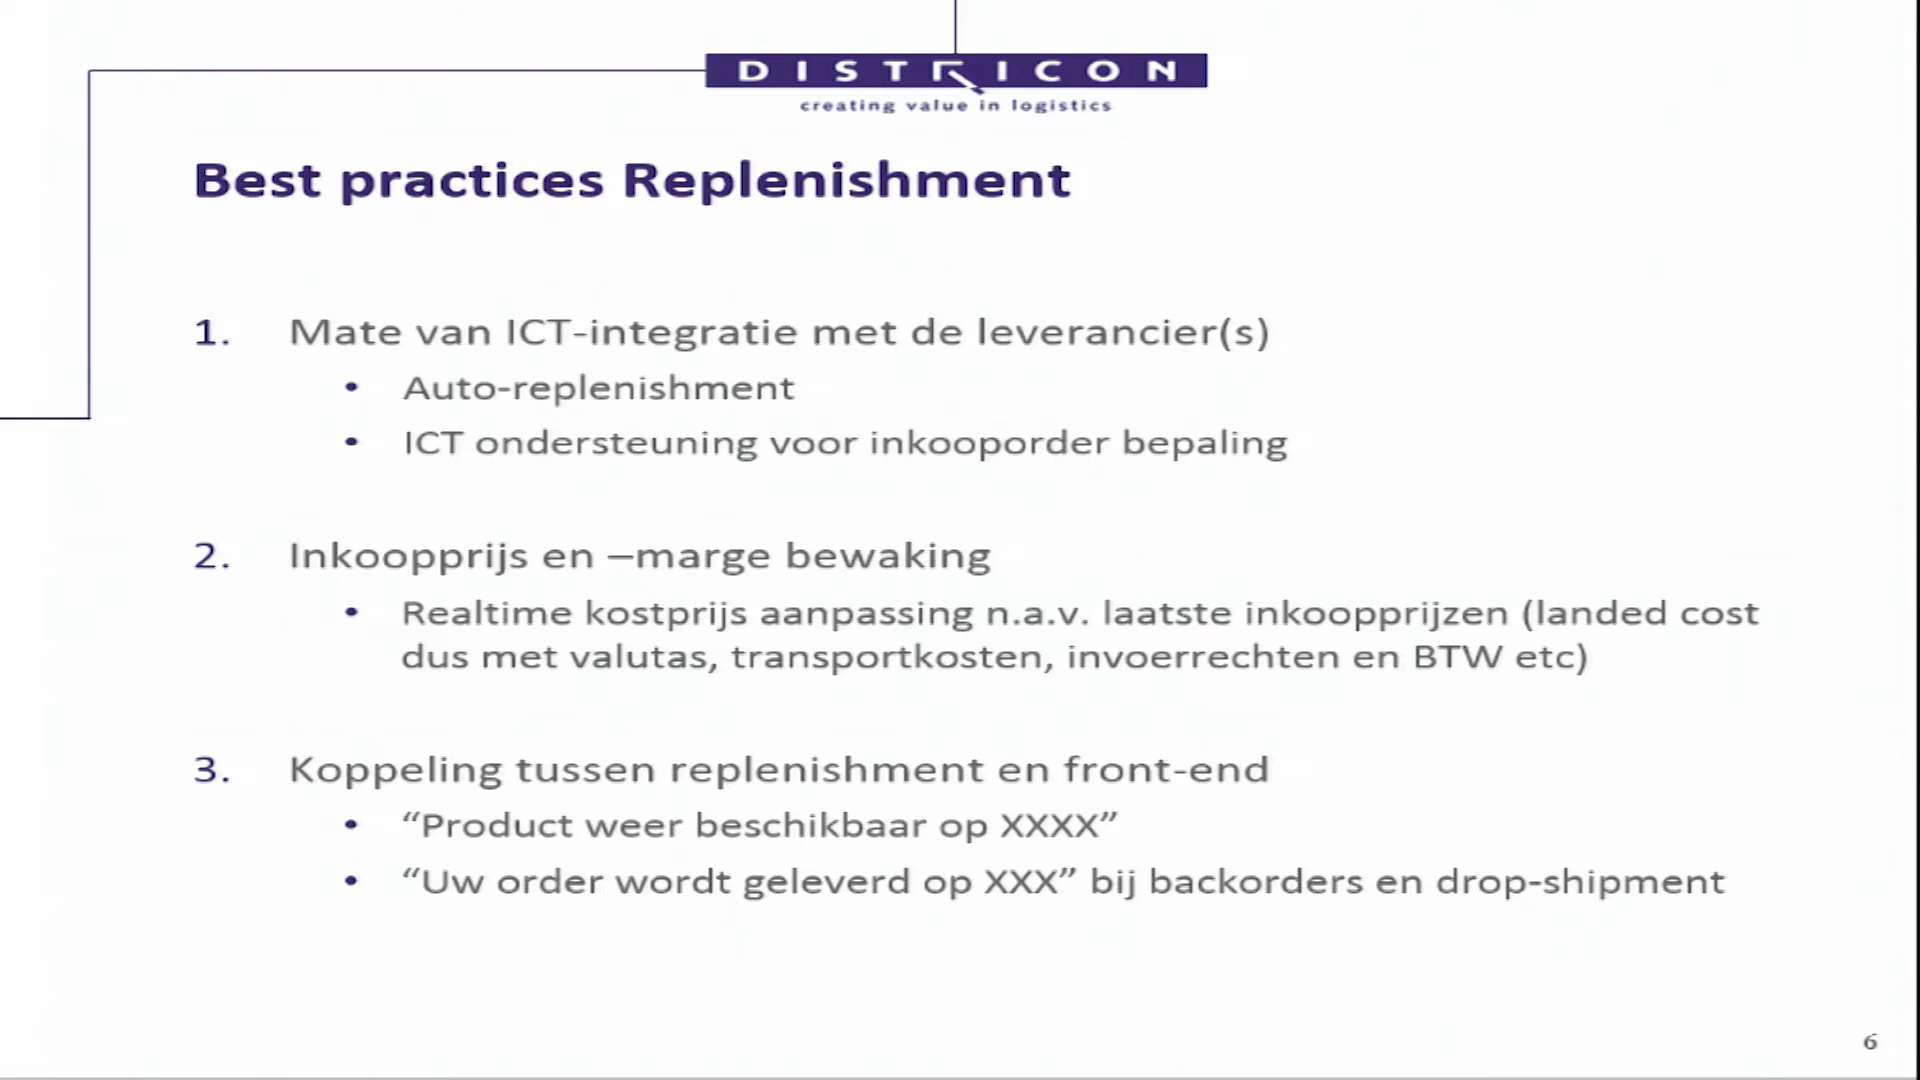 DISTRICON
creating value in logistics
Best practices Replenishment
1. Mate van ICT-integratie met de leverancier(s)
• Auto-replenishment
• ICT ondersteuning voor inkooporder bepaling
2. Inkoopprijs en –marge bewaking
• Realtime kostprijs aanpassing n.a.v. laatste inkoopprijzen (landed cost
dus met valutas, transportkosten, invoerrechten en BTW etc)
3. Koppeling tussen replenishment en front-end
• “Product weer beschikbaar op XXXX”
• “Uw order wordt geleverd op XXX” bij backorders en drop-shipment
6